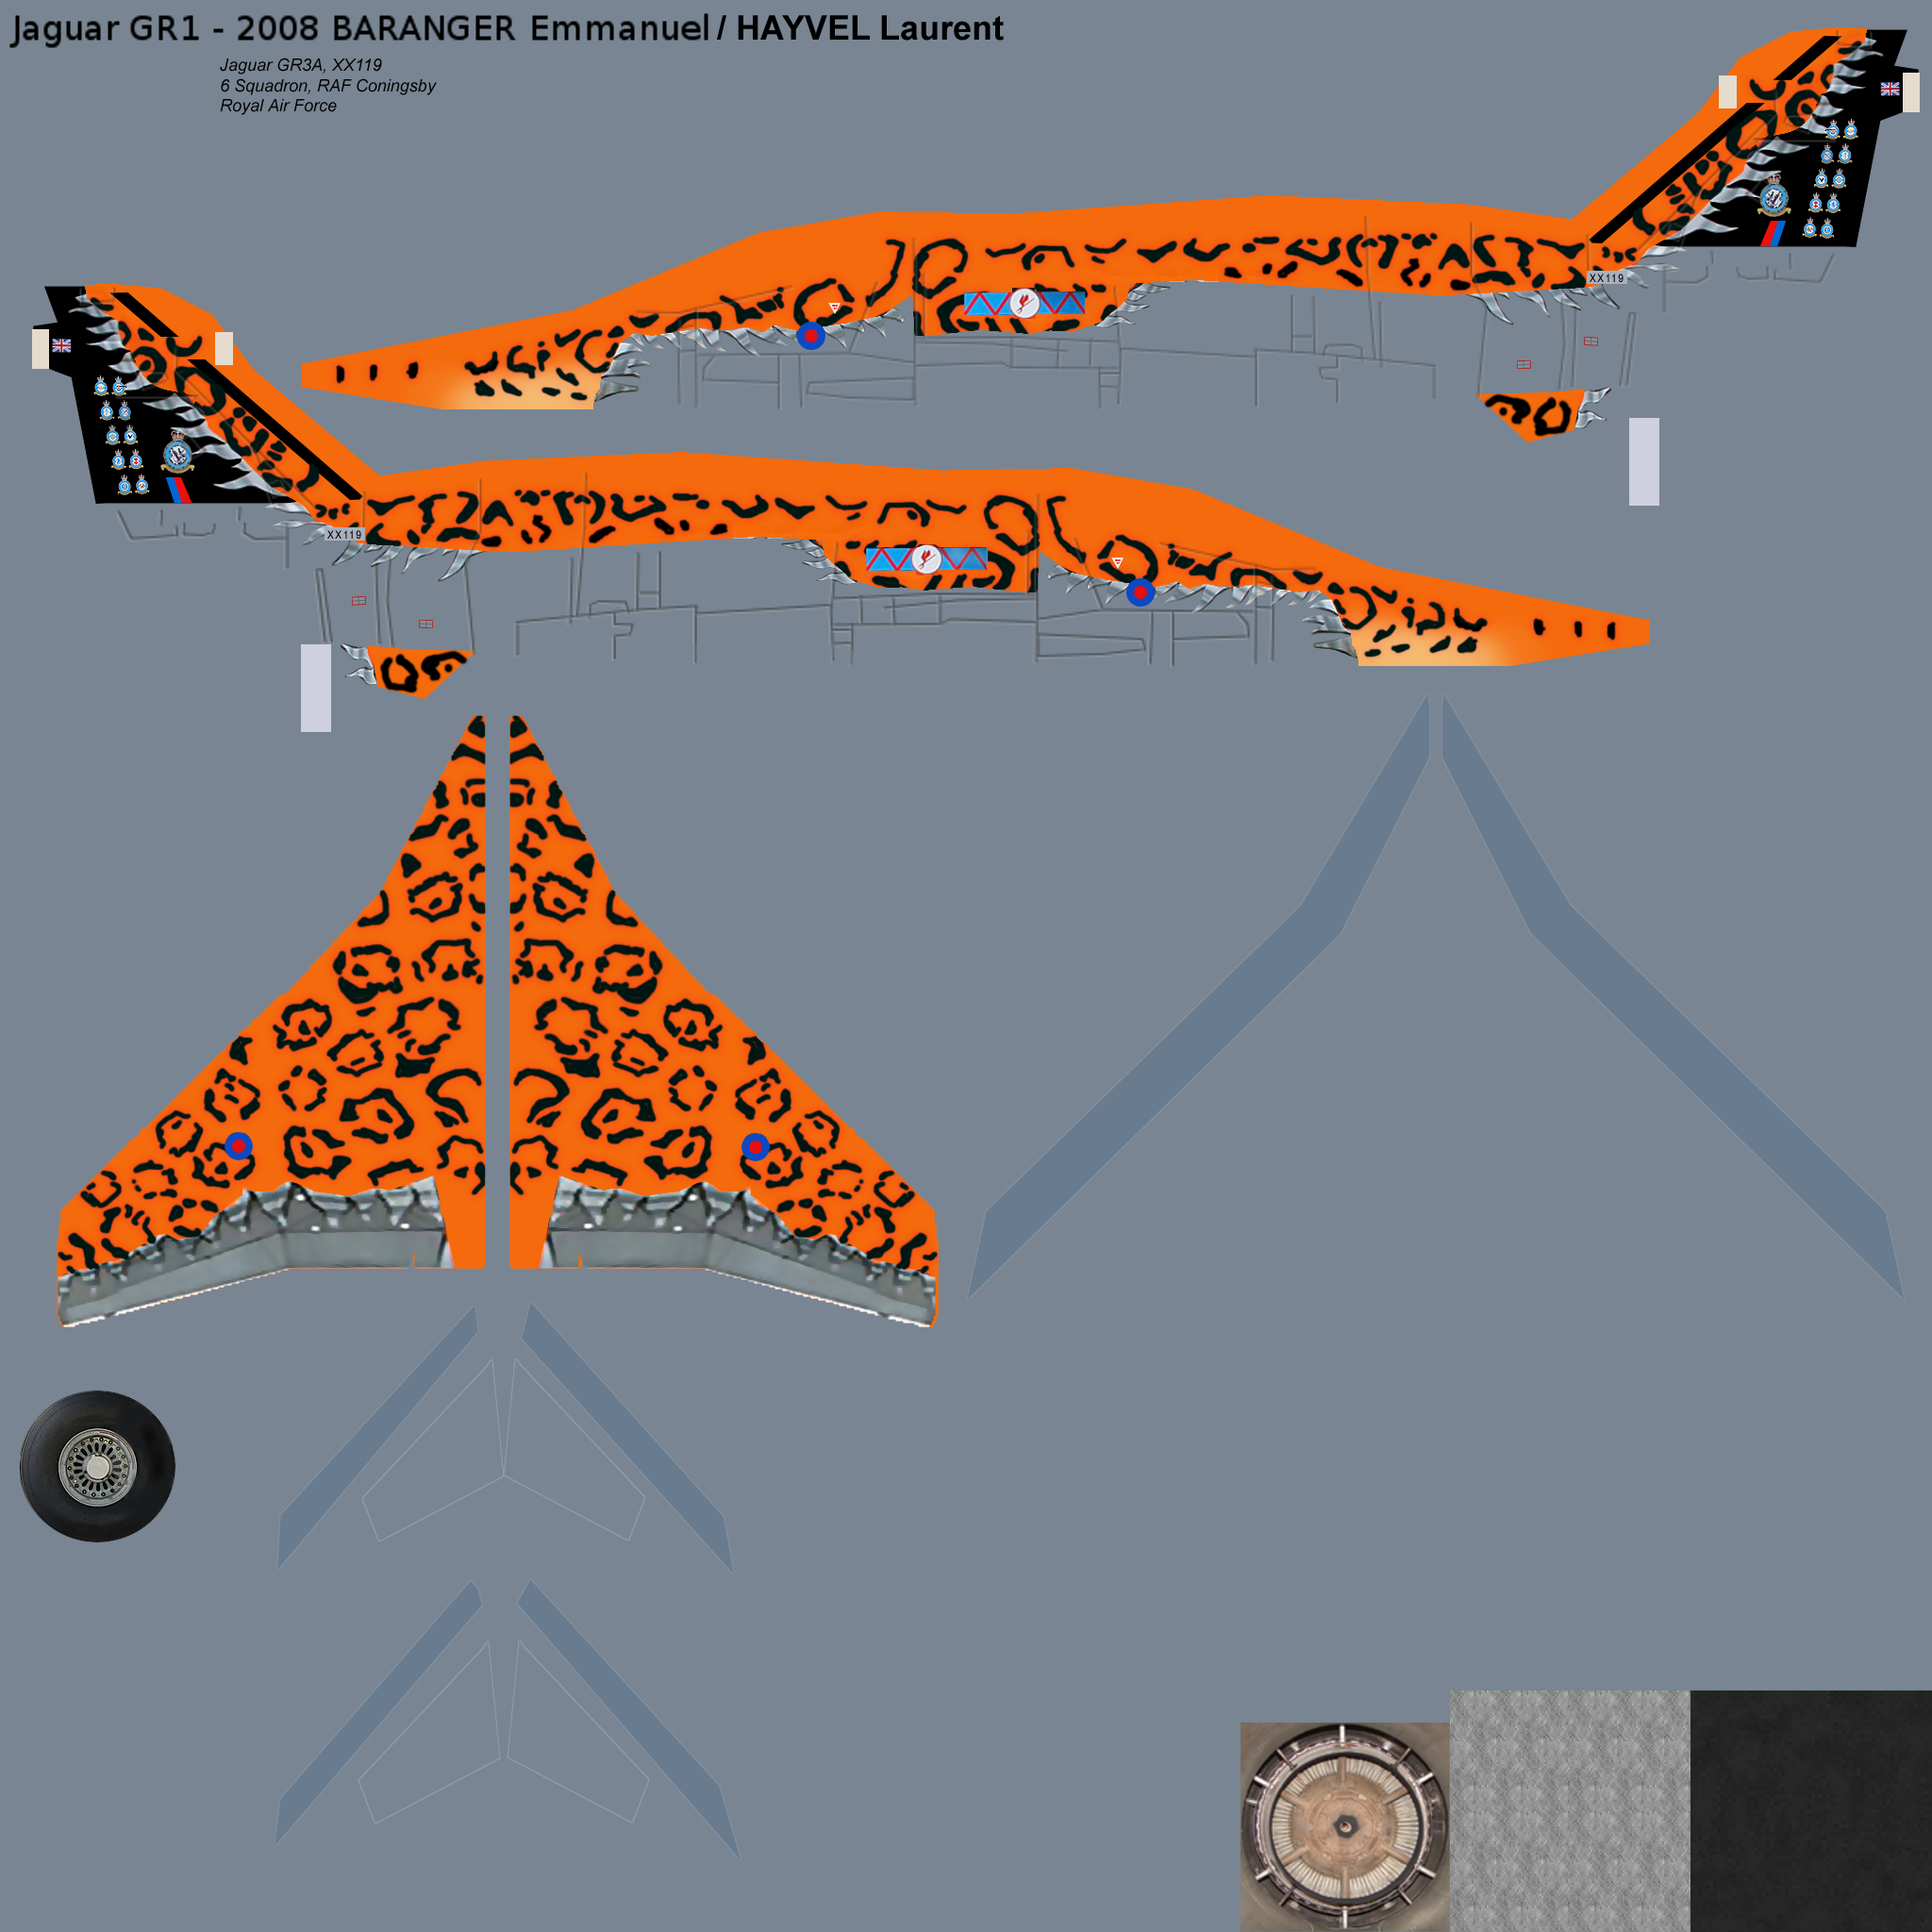 Jaguar GR1 - 2008 BARANGER Emmanuel / HAYVEL Laurent
Jaguar GR3A, XX119
6 Squadron, RAF Coningsby
Royal Air Force
XX119
XX119